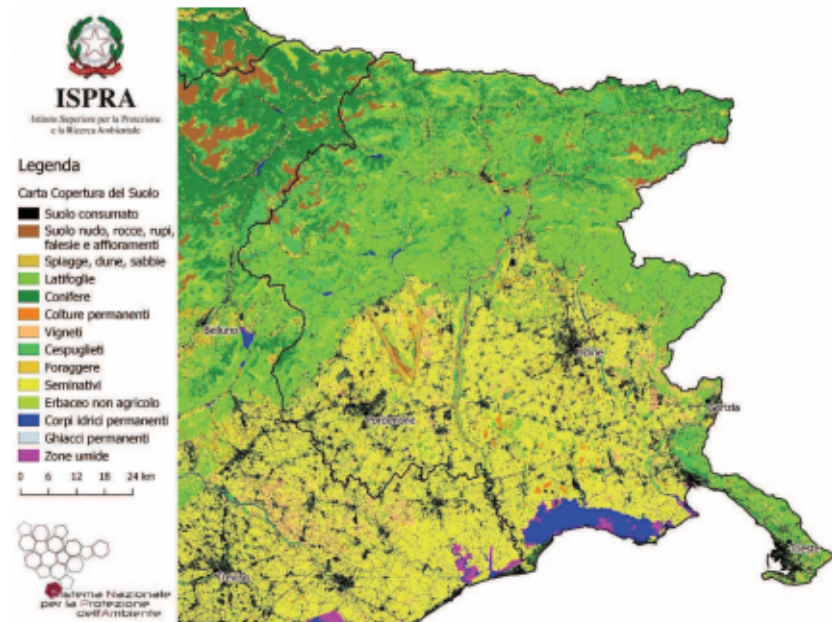 ISPRA
Istituto Superiore per la Protezione
e la Ricerca Ambientale
Legenda
Carta Copertura del Suolo
Suolo consumato
Suolo nudo, rocce, rupi,
falesie e affioramenti
Spiagge, dune, sabbie
Latifoglie
Conifere
Colture permanenti
Vigneti
Cespuglieti
Foraggere
Seminativi
Erbaceo non agricolo
Corpi idrici permanenti
Ghiacci permanenti
Zone umide
0 6 12 18 24 km
Sistema Nazionale
per la Protezione
dell'Ambiente
Belluno
Udine
Pordenone
Gorizia
Treviso
Trieste